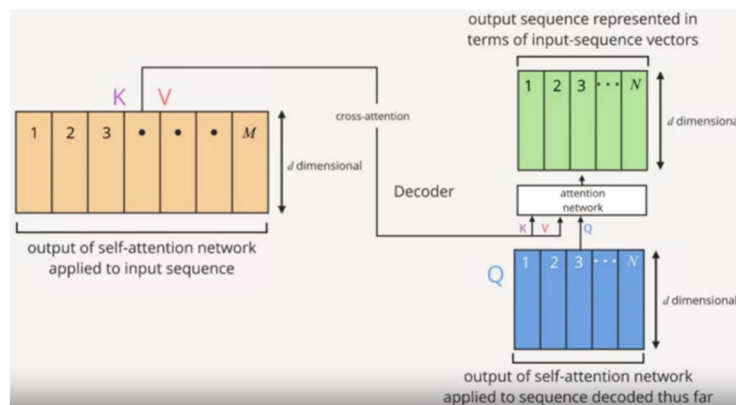 output sequence represented in
terms of input-sequence vectors
1 2 3 ••• N
d dimensional
K V
1 2 3 • • • M
d dimensional
cross-attention
Decoder
attention
network
K V Q
output of self-attention network
applied to input sequence
Q
1 2 3 ••• N
d dimensional
output of self-attention network
applied to sequence decoded thus far